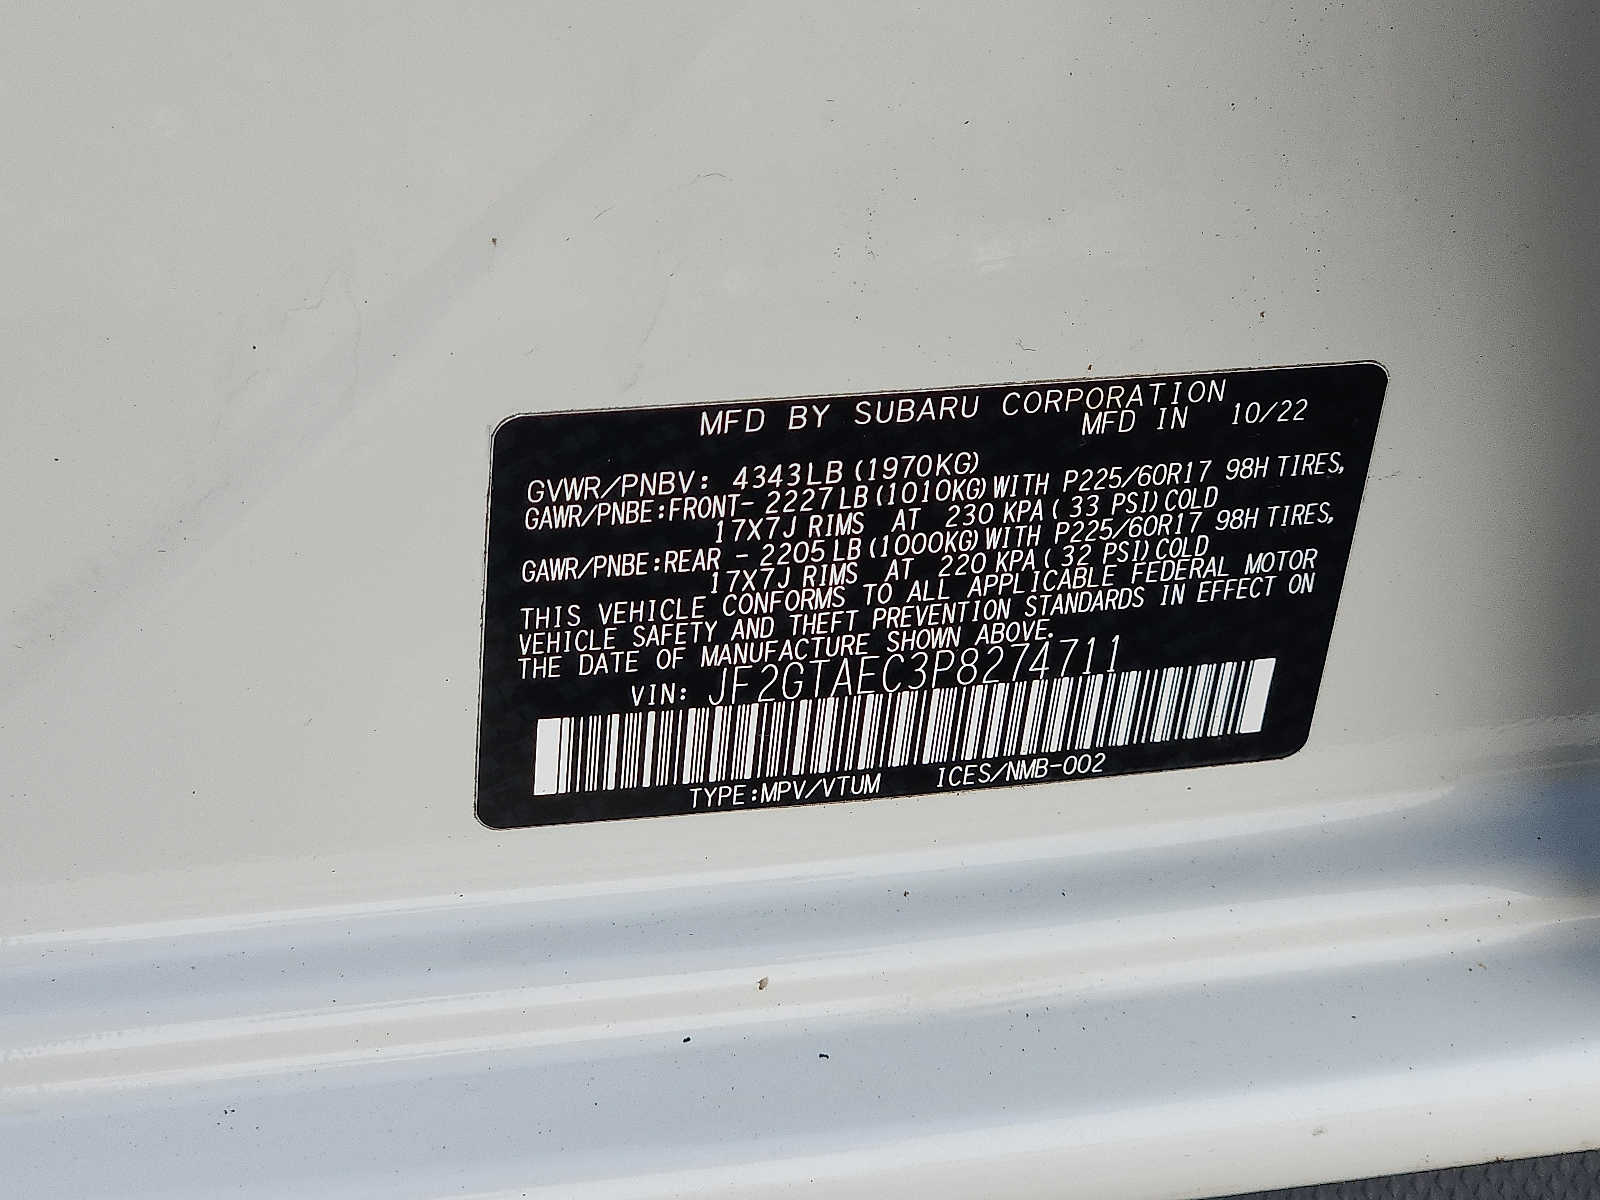 MFD BY SUBARU CORPORATION
MFD IN 10/22
GVWR/PNBV: 4343LB (1970KG)
GAWR/PNBE:FRONT- 2227LB (1010KG) WITH P225/60R17 98H TIRES,
17X7J RIMS AT 230 KPA ( 33 PSI) COLD
GAWR/PNBE:REAR - 2205LB (1000KG) WITH P225/60R17 98H TIRES,
17X7J RIMS AT 220 KPA ( 32 PSI) COLD
THIS VEHICLE CONFORMS TO ALL APPLICABLE FEDERAL MOTOR
VEHICLE SAFETY AND THEFT PREVENTION STANDARDS IN EFFECT ON
THE DATE OF MANUFACTURE SHOWN ABOVE.
VIN: JF2GTAEC3P8274711
TYPE:MPV/VTUM ICES/NMB-002